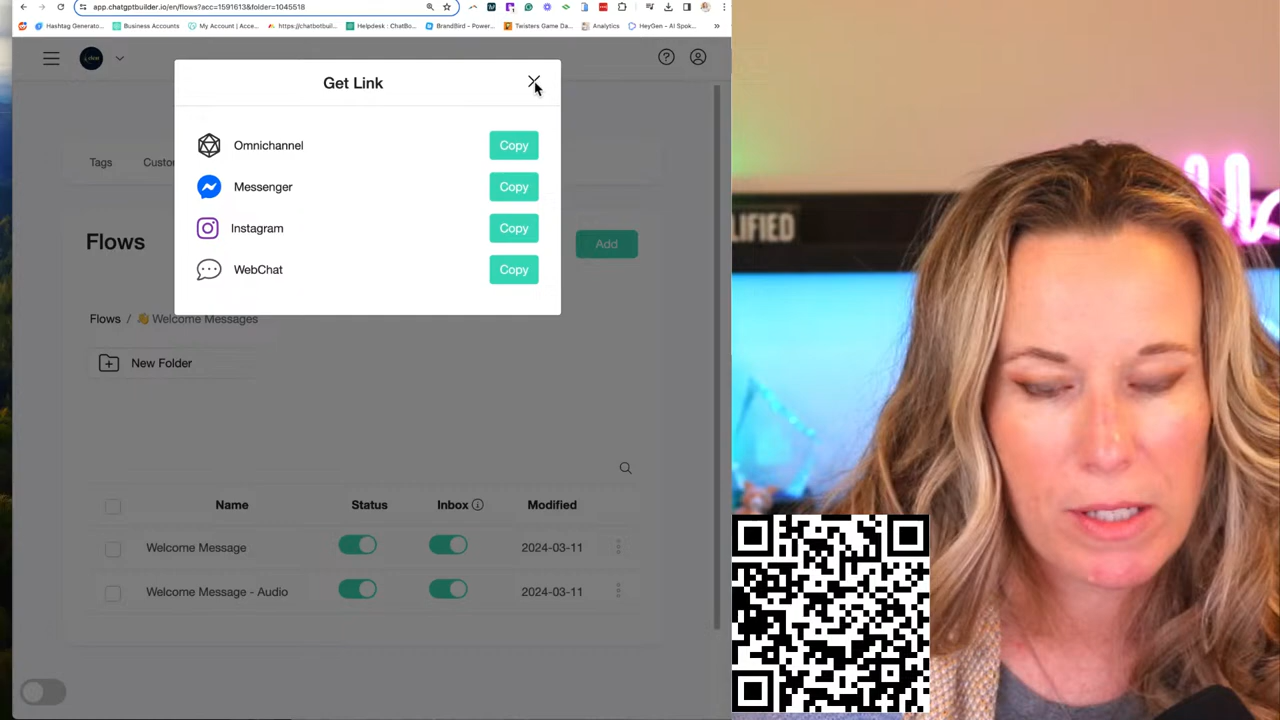 app.chatgptbuilder.io/en/flows?acc=1591613&folder=1045518
Hashtag Generato... Business Accounts My Account | Acce... https://chatbotbuil... Helpdesk : ChatBo... BrandBird – Power... Twisters Game Da... Analytics HeyGen - AI Spok...
Get Link
Omnichannel Copy
Messenger Copy
Instagram Copy
WebChat Copy
Tags Custo
Flows Add
Flows / 👋 Welcome Messages
New Folder
Name Status Inbox Modified
Welcome Message 2024-03-11
Welcome Message - Audio 2024-03-11
LIFIED